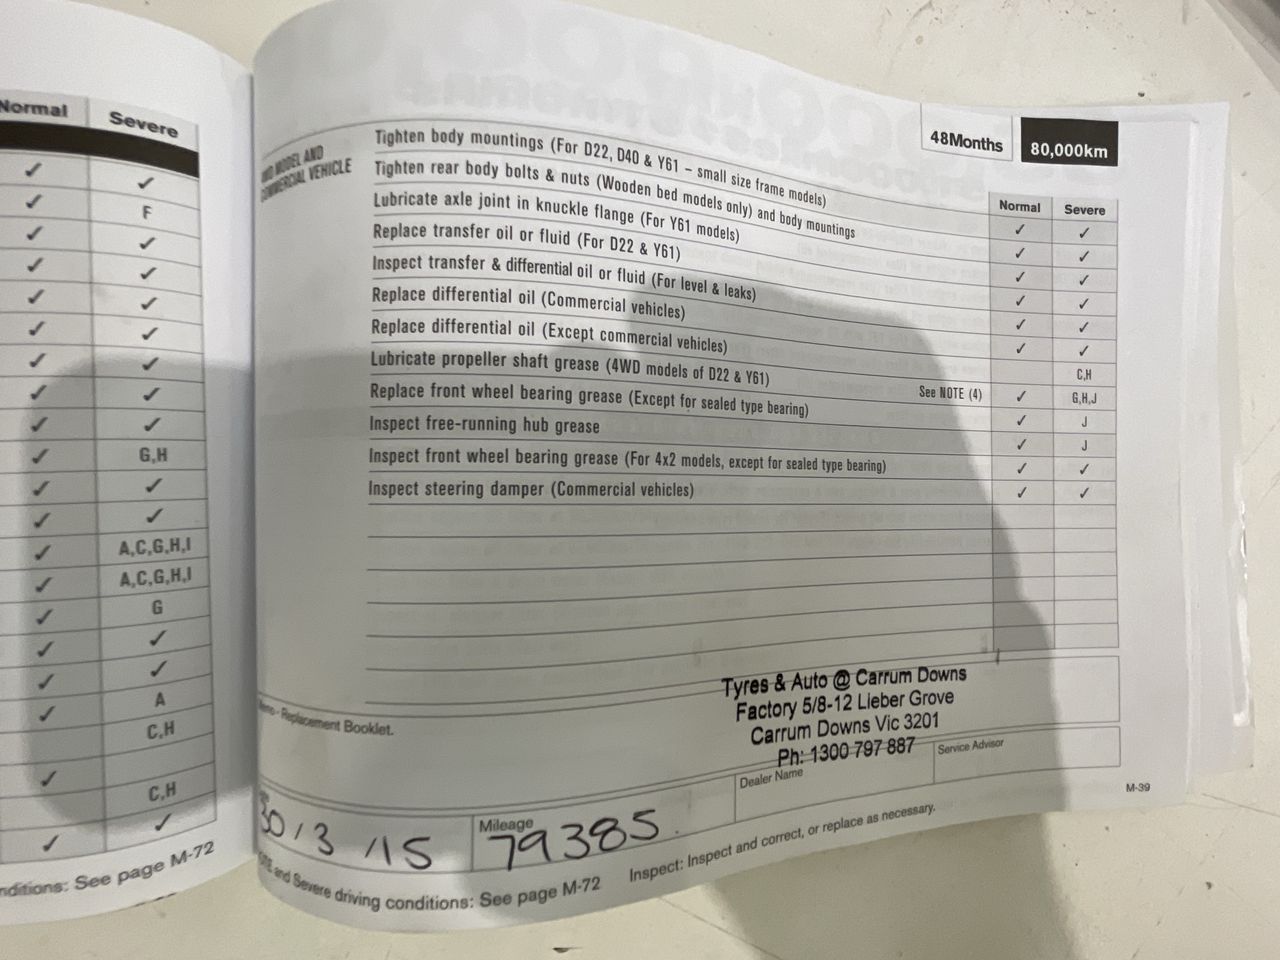 Normal Severe
✓ ✓
✓ F
✓ ✓
✓ ✓
✓ ✓
✓ ✓
✓ ✓
✓ ✓
✓ ✓
✓ G,H
✓ ✓
✓ ✓
✓ A,C,G,H,I
✓ A,C,G,H,I
✓ G
✓ ✓
✓ ✓
✓ A
C,H
✓
C,H
✓ ✓
See page M-72
48Months 80,000km
Normal Severe
MODEL AND
COMMERCIAL VEHICLE
Tighten body mountings (For D22, D40 & Y61 – small size frame models) ✓ ✓
Tighten rear body bolts & nuts (Wooden bed models only) and body mountings ✓ ✓
Lubricate axle joint in knuckle flange (For Y61 models) ✓ ✓
Replace transfer oil or fluid (For D22 & Y61) ✓ ✓
Inspect transfer & differential oil or fluid (For level & leaks) ✓ ✓
Replace differential oil (Commercial vehicles) ✓ ✓
Replace differential oil (Except commercial vehicles) C,H
Lubricate propeller shaft grease (4WD models of D22 & Y61) See NOTE (4) ✓ G,H,J
Replace front wheel bearing grease (Except for sealed type bearing) ✓ J
Inspect free-running hub grease ✓ J
Inspect front wheel bearing grease (For 4x2 models, except for sealed type bearing) ✓ ✓
Inspect steering damper (Commercial vehicles) ✓ ✓
Replacement Booklet.
Tyres & Auto @ Carrum Downs
Factory 5/8-12 Lieber Grove
Carrum Downs Vic 3201
Ph: 1300 797 887
Dealer Name
Service Advisor
30/3/15
Mileage
79385
and Severe driving conditions: See page M-72 Inspect: Inspect and correct, or replace as necessary.
M-39